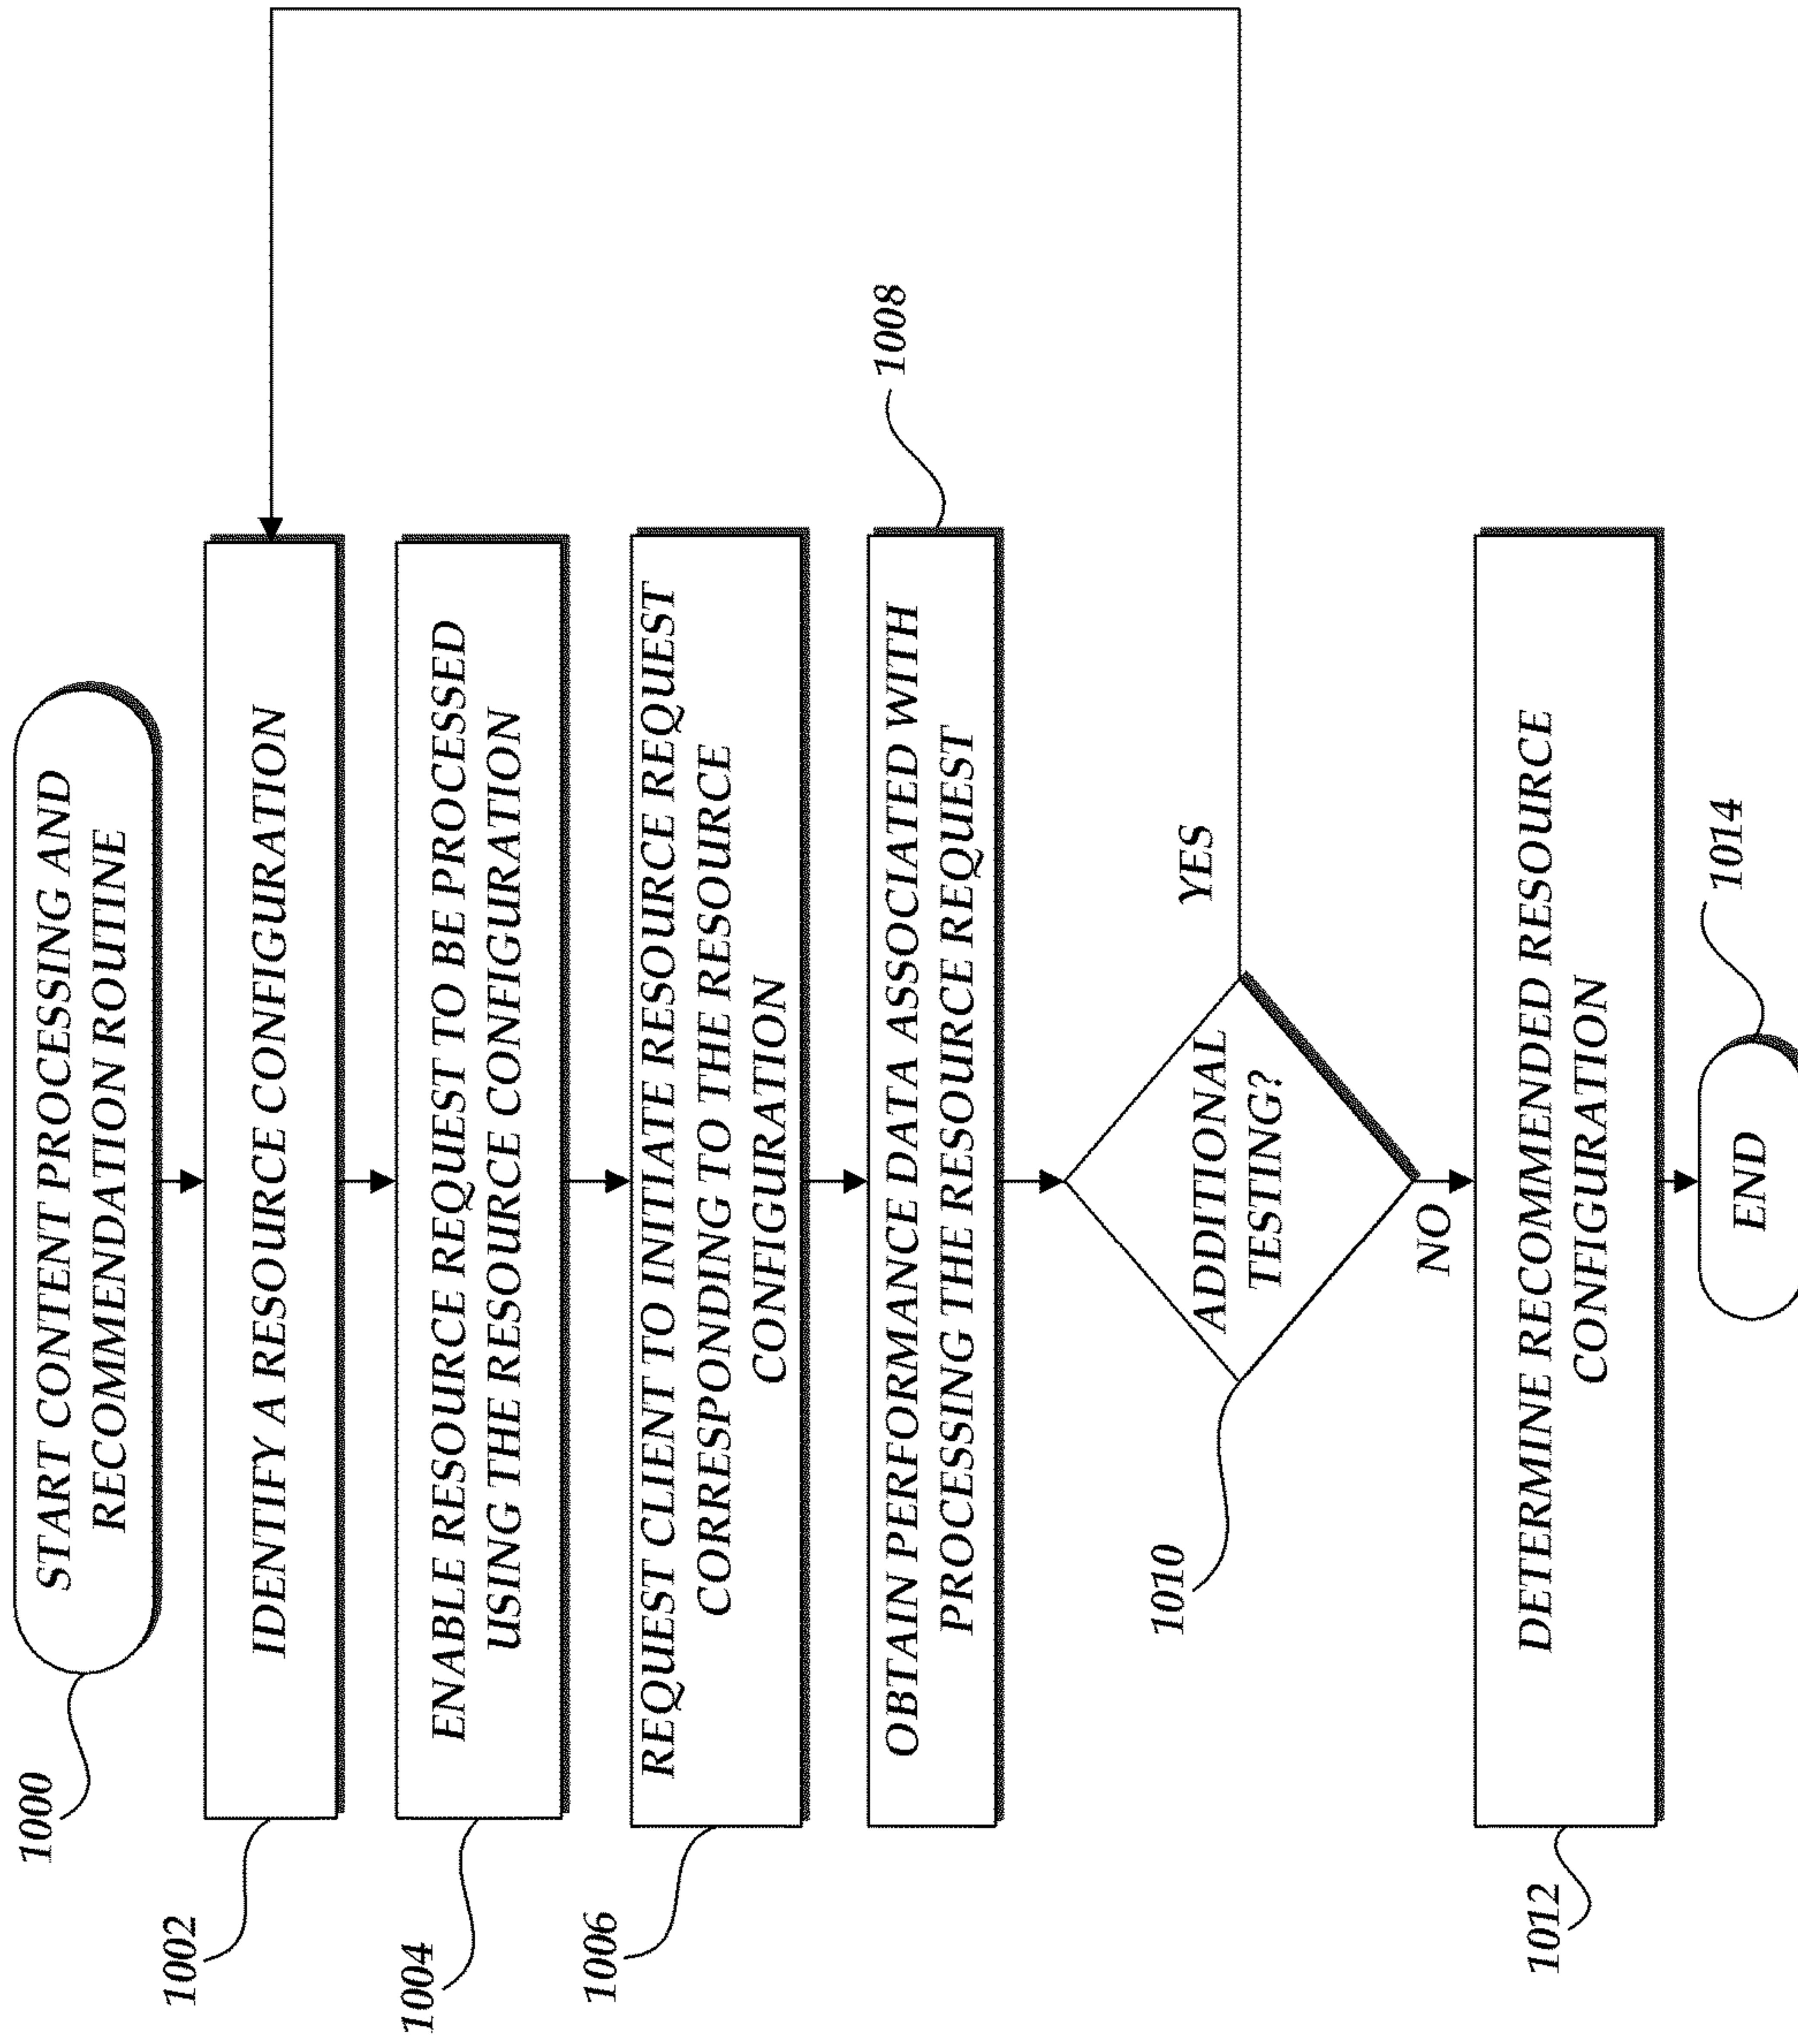 1000
START CONTENT PROCESSING AND
RECOMMENDATION ROUTINE
1002
IDENTIFY A RESOURCE CONFIGURATION
1004
ENABLE RESOURCE REQUEST TO BE PROCESSED
USING THE RESOURCE CONFIGURATION
1006
REQUEST CLIENT TO INITIATE RESOURCE REQUEST
CORRESPONDING TO THE RESOURCE
CONFIGURATION
1008
OBTAIN PERFORMANCE DATA ASSOCIATED WITH
PROCESSING THE RESOURCE REQUEST
1010
ADDITIONAL
TESTING?
YES
NO
1012
DETERMINE RECOMMENDED RESOURCE
CONFIGURATION
1014
END